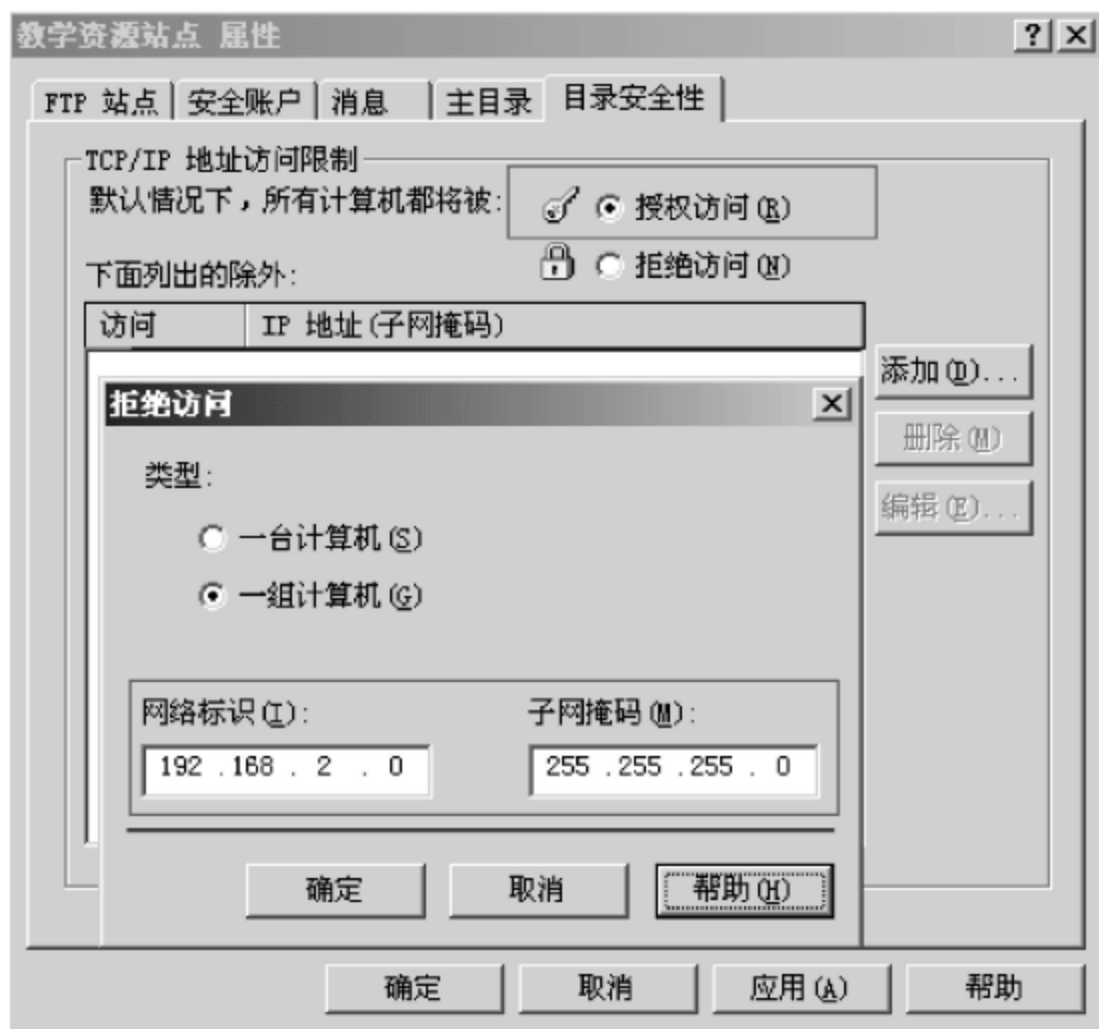 教学资源站点 属性
FTP 站点 安全账户 消息 主目录 目录安全性
TCP/IP 地址访问限制
默认情况下，所有计算机都将被: 授权访问(R)
拒绝访问(N)
下面列出的除外:
访问 IP 地址(子网掩码)
添加(D)...
删除(M)
编辑(E)...
拒绝访问
类型:
一台计算机(S)
一组计算机(G)
网络标识(I): 子网掩码(M):
192 .168 . 2 . 0 255 .255 .255 . 0
确定 取消 帮助(H)
确定 取消 应用(A) 帮助